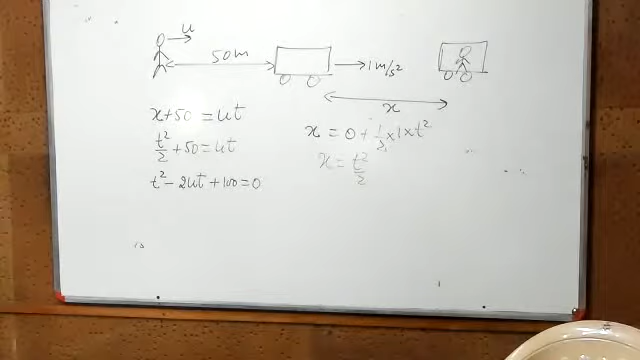 u
50m
1 m/s²
x
x + 50 = ut
x = 0 + 1/2 × 1 × t²
t²/2 + 50 = ut
x = t²/2
t² - 2ut + 100 = 0